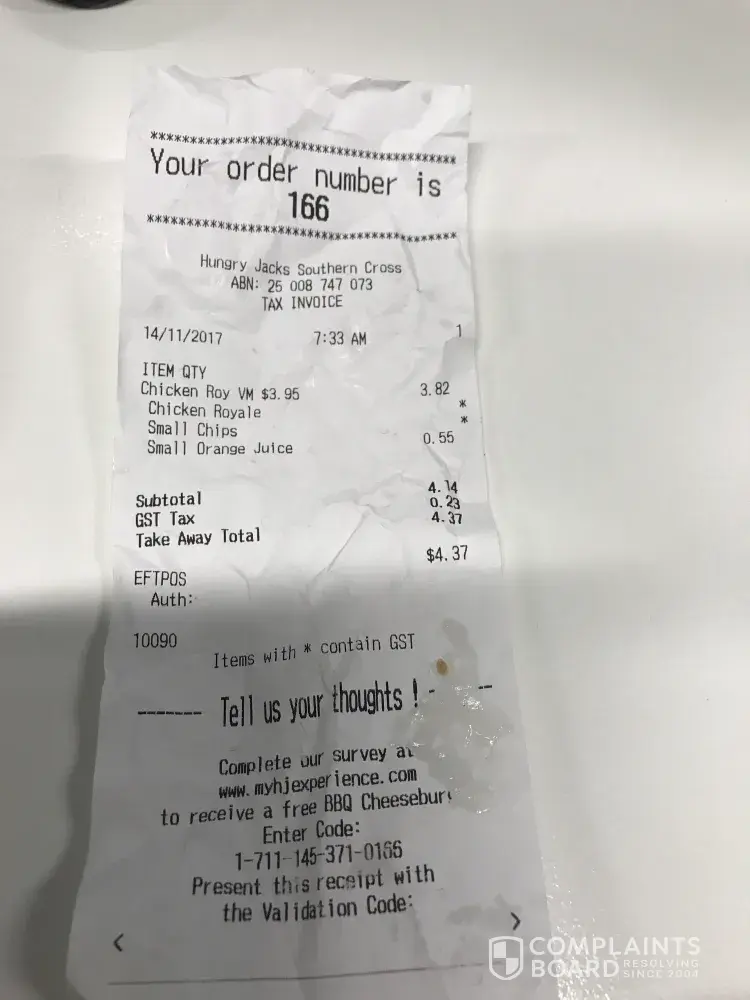 ****************************************
Your order number is
166
****************************************
Hungry Jacks Southern Cross
ABN: 25 008 747 073
TAX INVOICE
14/11/2017 7:33 AM 1
ITEM QTY
Chicken Roy VM $3.95 3.82
Chicken Royale *
Small Chips *
Small Orange Juice 0.55
Subtotal 4.14
GST Tax 0.23
Take Away Total 4.37
$4.37
EFTPOS
Auth:
10090
Items with * contain GST
------- Tell us your thoughts ! - --
Complete our survey at
www.myhjexperience.com
to receive a free BBQ Cheesebur
Enter Code:
1-711-145-371-0166
Present this receipt with
the Validation Code:
< >
COMPLAINTS
BOARD RESOLVING
SINCE 2004